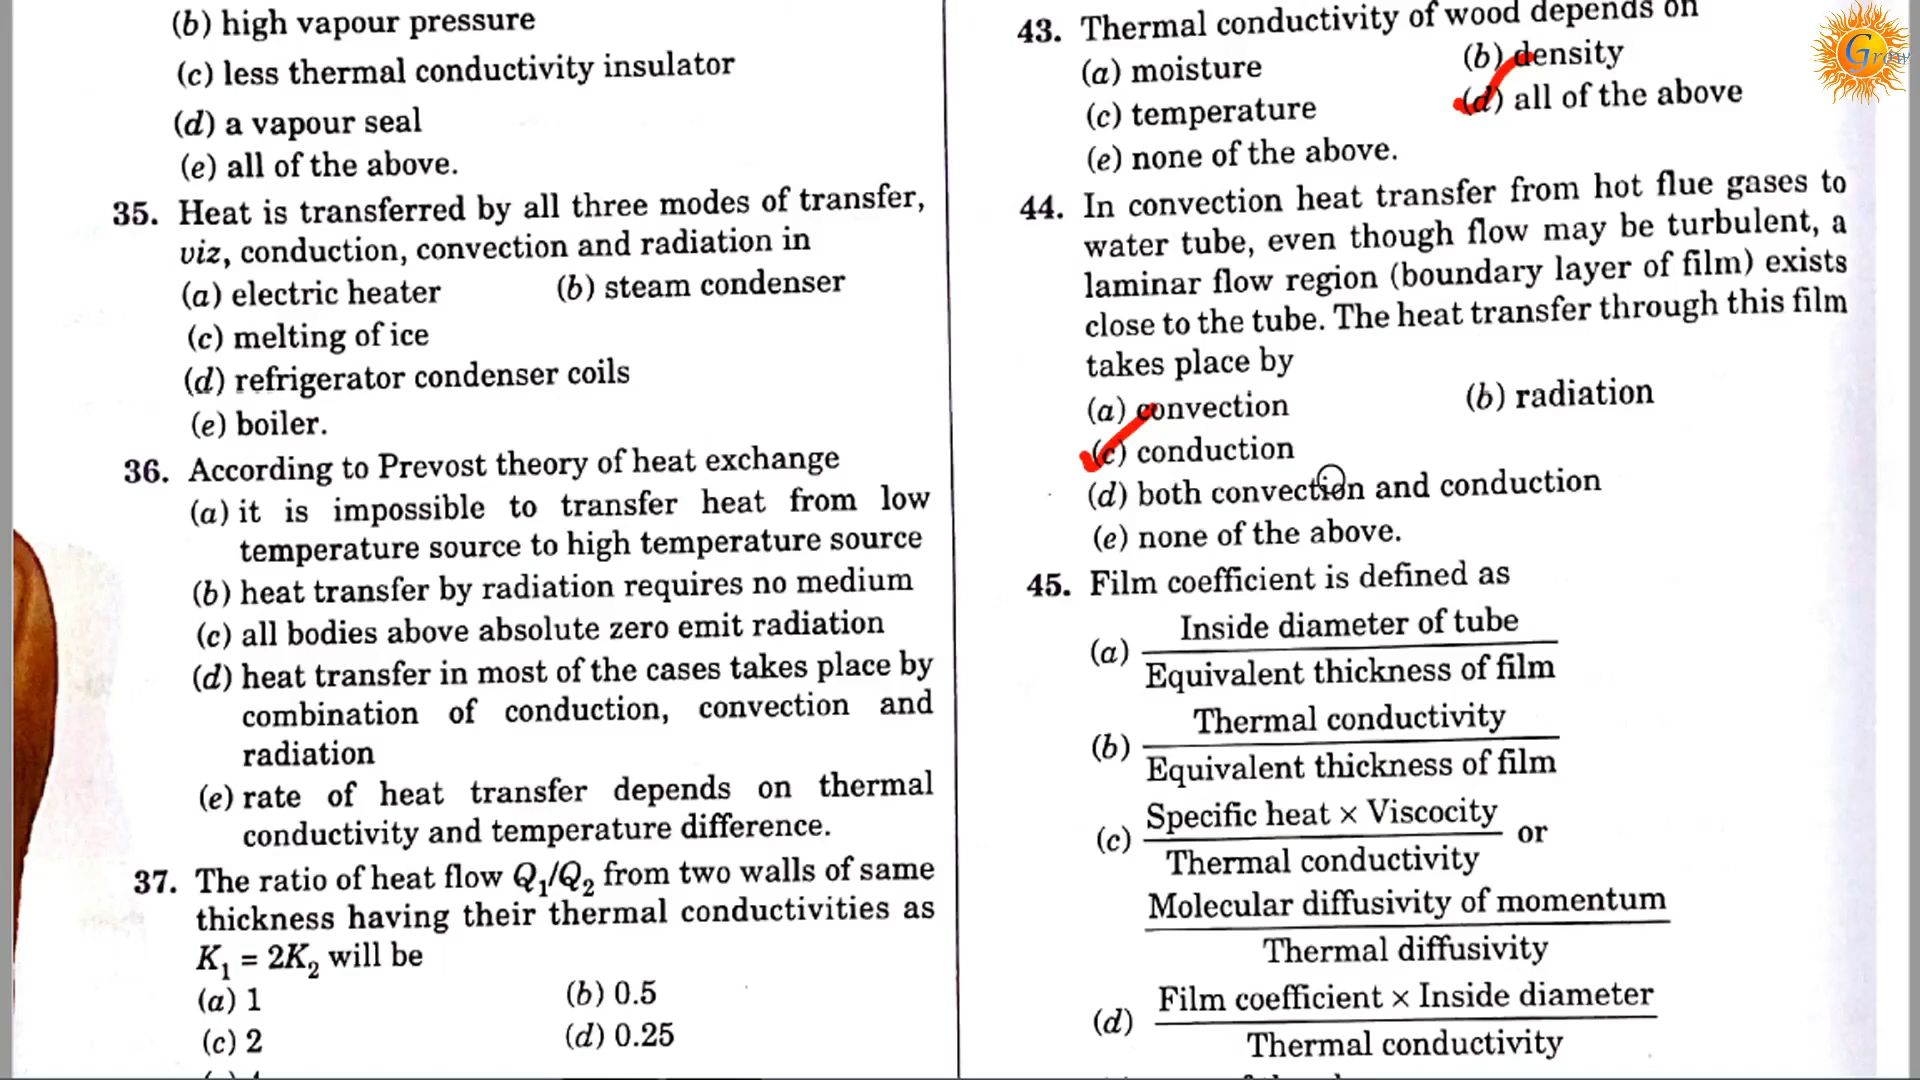 (b) high vapour pressure
(c) less thermal conductivity insulator
(d) a vapour seal
(e) all of the above.
35. Heat is transferred by all three modes of transfer,
viz, conduction, convection and radiation in
(a) electric heater (b) steam condenser
(c) melting of ice
(d) refrigerator condenser coils
(e) boiler.
36. According to Prevost theory of heat exchange
(a) it is impossible to transfer heat from low
temperature source to high temperature source
(b) heat transfer by radiation requires no medium
(c) all bodies above absolute zero emit radiation
(d) heat transfer in most of the cases takes place by
combination of conduction, convection and
radiation
(e) rate of heat transfer depends on thermal
conductivity and temperature difference.
37. The ratio of heat flow Q₁/Q₂ from two walls of same
thickness having their thermal conductivities as
K₁ = 2K₂ will be
(a) 1 (b) 0.5
(c) 2 (d) 0.25
43. Thermal conductivity of wood depends on
(a) moisture (b) density
(c) temperature (d) all of the above
(e) none of the above.
44. In convection heat transfer from hot flue gases to
water tube, even though flow may be turbulent, a
laminar flow region (boundary layer of film) exists
close to the tube. The heat transfer through this film
takes place by
(a) convection (b) radiation
(c) conduction
(d) both convection and conduction
(e) none of the above.
45. Film coefficient is defined as
(a) Inside diameter of tube
Equivalent thickness of film
(b) Thermal conductivity
Equivalent thickness of film
(c) Specific heat × Viscocity or
Thermal conductivity
Molecular diffusivity of momentum
Thermal diffusivity
(d) Film coefficient × Inside diameter
Thermal conductivity
Grow